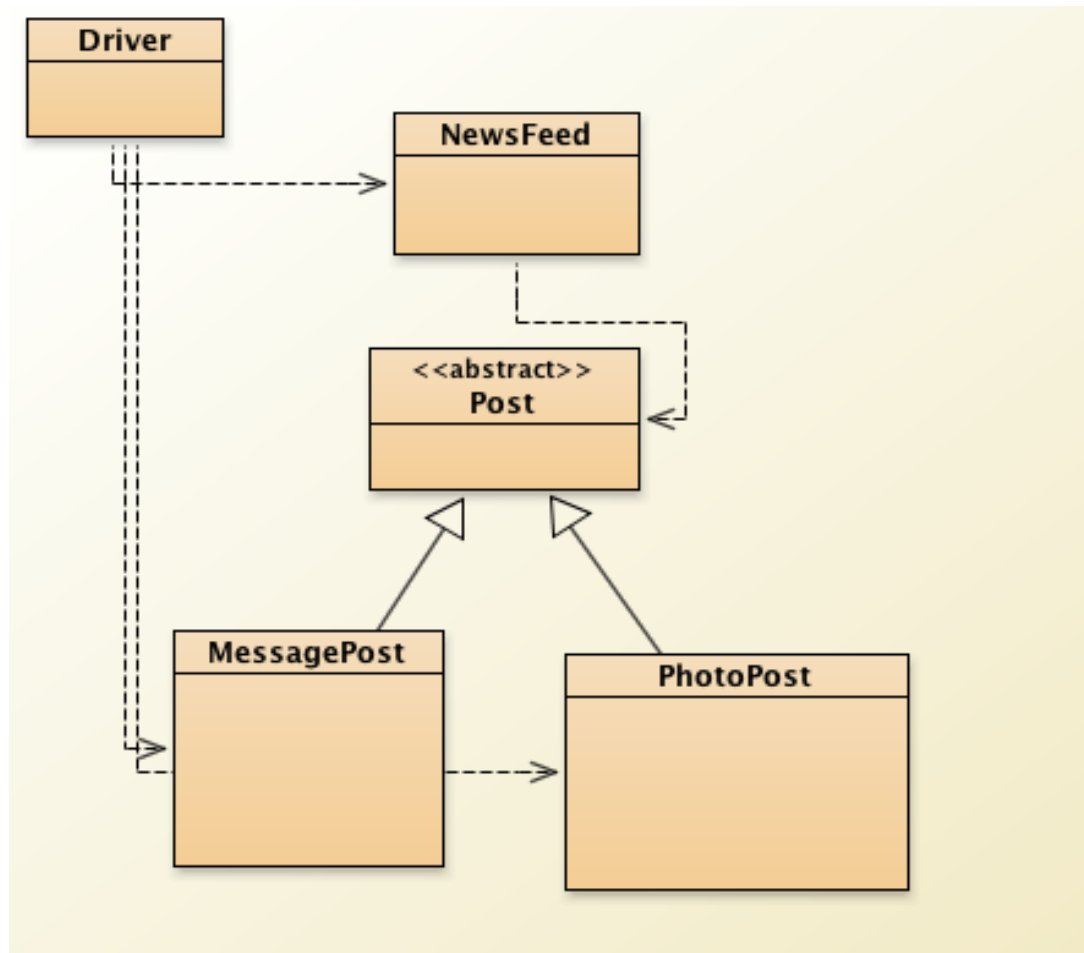 Driver
NewsFeed
<<abstract>>
Post
MessagePost
PhotoPost